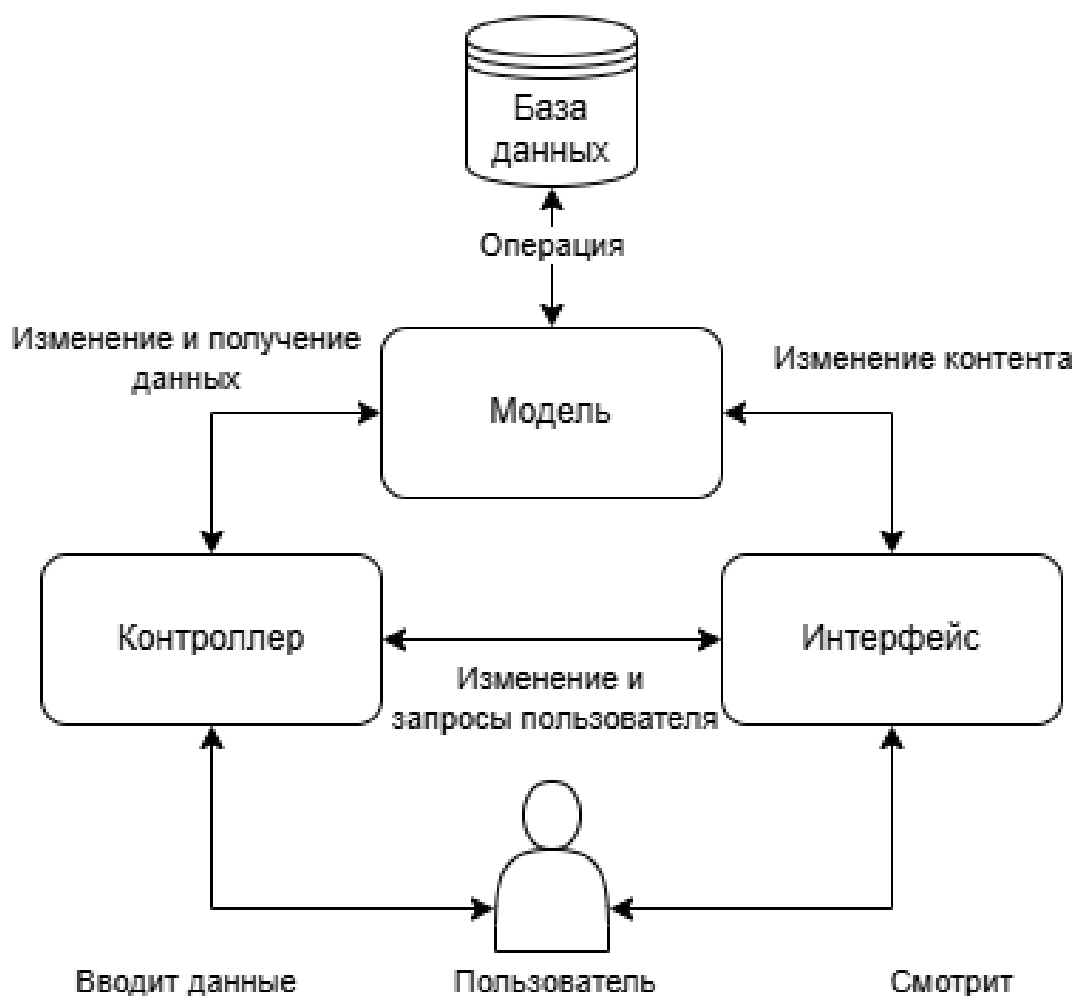 База
данных
Операция
Изменение и получение
данных
Изменение контента
Модель
Контроллер
Интерфейс
Изменение и
запросы пользователя
Вводит данные
Пользователь
Смотрит